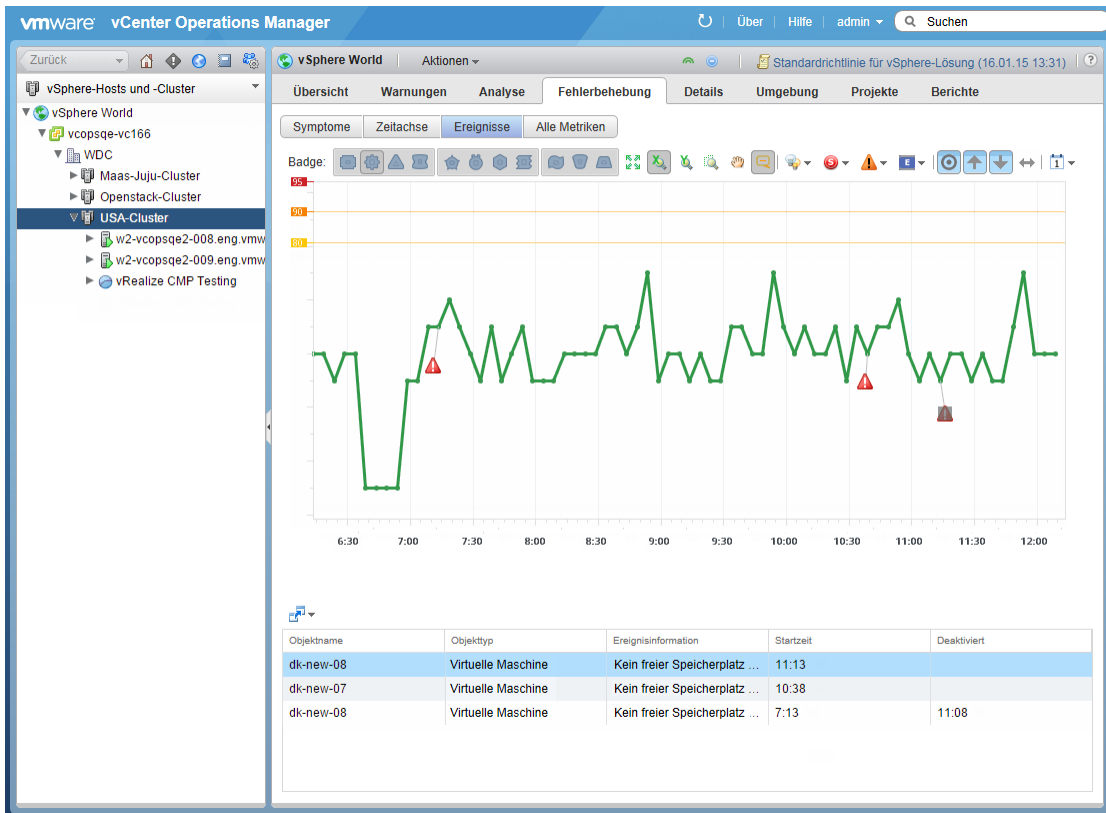 vmware vCenter Operations Manager
Über Hilfe admin Suchen
Zurück
vSphere-Hosts und -Cluster
vSphere World
vcopsqe-vc166
WDC
Maas-Juju-Cluster
Openstack-Cluster
USA-Cluster
w2-vcopsqe2-008.eng.vmw
w2-vcopsqe2-009.eng.vmw
vRealize CMP Testing
vSphere World Aktionen Standardrichtlinie für vSphere-Lösung (16.01.15 13:31) ?
Übersicht Warnungen Analyse Fehlerbehebung Details Umgebung Projekte Berichte
Symptome Zeitachse Ereignisse Alle Metriken
Badge: S E 1
95
90
80
6:30 7:00 7:30 8:00 8:30 9:00 9:30 10:00 10:30 11:00 11:30 12:00
Objektname Objekttyp Ereignisinformation Startzeit Deaktiviert
dk-new-08 Virtuelle Maschine Kein freier Speicherplatz ... 11:13
dk-new-07 Virtuelle Maschine Kein freier Speicherplatz ... 10:38
dk-new-08 Virtuelle Maschine Kein freier Speicherplatz ... 7:13 11:08